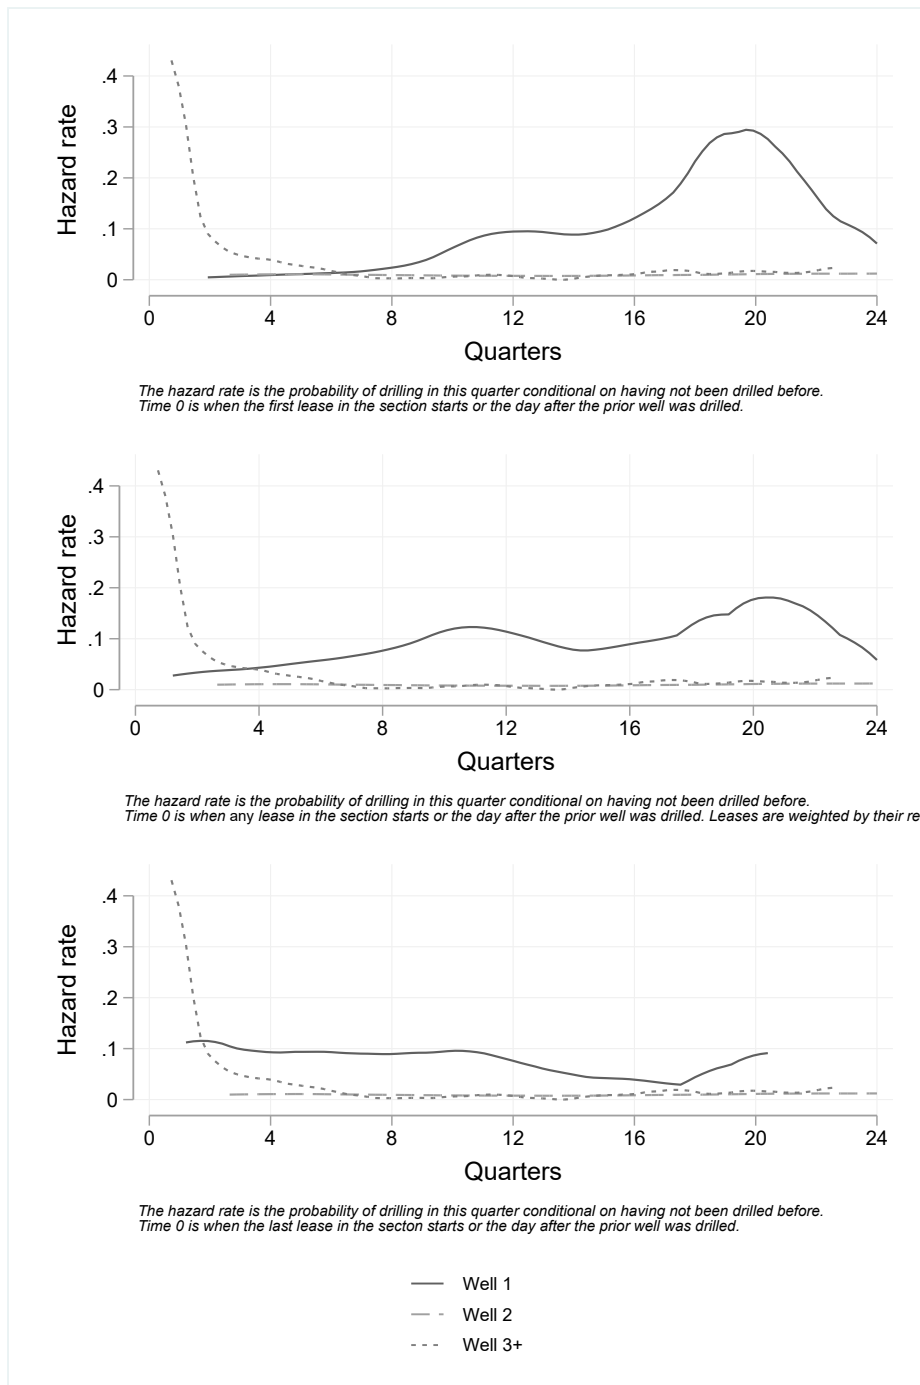 .4
.3
.2
.1
0
Hazard rate
0 4 8 12 16 20 24
Quarters
The hazard rate is the probability of drilling in this quarter conditional on having not been drilled before.
Time 0 is when the first lease in the section starts or the day after the prior well was drilled.
.4
.3
.2
.1
0
Hazard rate
0 4 8 12 16 20 24
Quarters
The hazard rate is the probability of drilling in this quarter conditional on having not been drilled before.
Time 0 is when any lease in the section starts or the day after the prior well was drilled. Leases are weighted by their re
.4
.3
.2
.1
0
Hazard rate
0 4 8 12 16 20 24
Quarters
The hazard rate is the probability of drilling in this quarter conditional on having not been drilled before.
Time 0 is when the last lease in the secton starts or the day after the prior well was drilled.
Well 1
Well 2
Well 3+